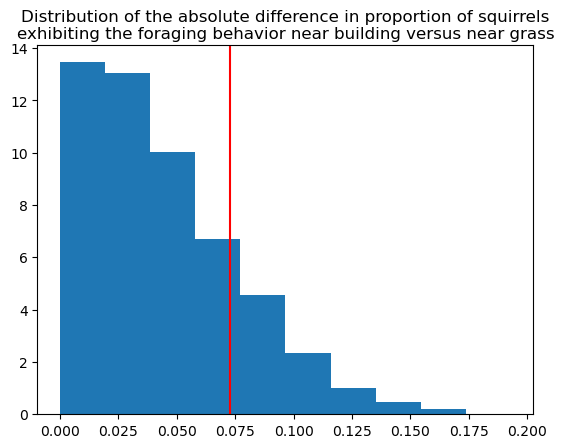 Distribution of the absolute difference in proportion of squirrels
exhibiting the foraging behavior near building versus near grass
14
12
10
8
6
4
2
0
0.000 0.025 0.050 0.075 0.100 0.125 0.150 0.175 0.200